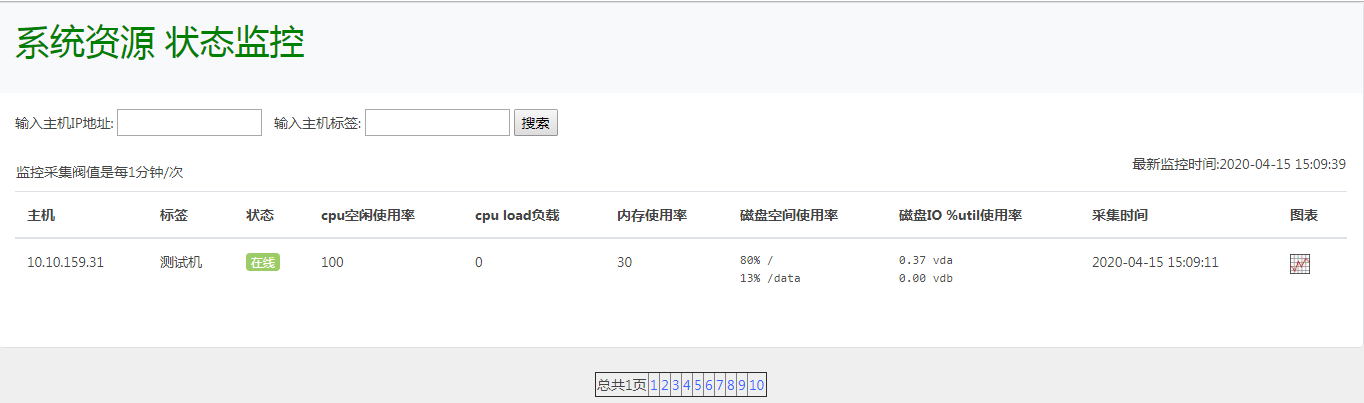 系统资源 状态监控
输入主机IP地址: 输入主机标签: 搜索
最新监控时间:2020-04-15 15:09:39
监控采集阀值是每1分钟/次
主机 标签 状态 cpu空闲使用率 cpu load负载 内存使用率 磁盘空间使用率 磁盘IO %util使用率 采集时间 图表
10.10.159.31 测试机 在线 100 0 30 80% / 0.37 vda 2020-04-15 15:09:11
13% /data 0.00 vdb
总共1页 1 2 3 4 5 6 7 8 9 10